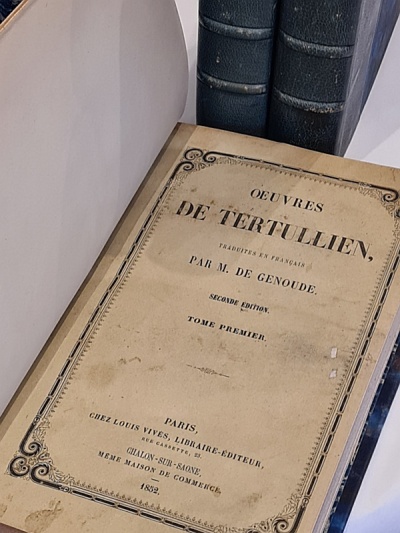 OEUVRES
DE TERTULLIEN,
TRADUITES EN FRANÇAIS
PAR M. DE GENOUDE.
SECONDE ÉDITION.
TOME PREMIER.
PARIS,
CHEZ LOUIS VIVES, LIBRAIRE-ÉDITEUR,
RUE CASSETTE, 23.
CHALON-SUR-SAONE,
MÊME MAISON DE COMMERCE.
1852.